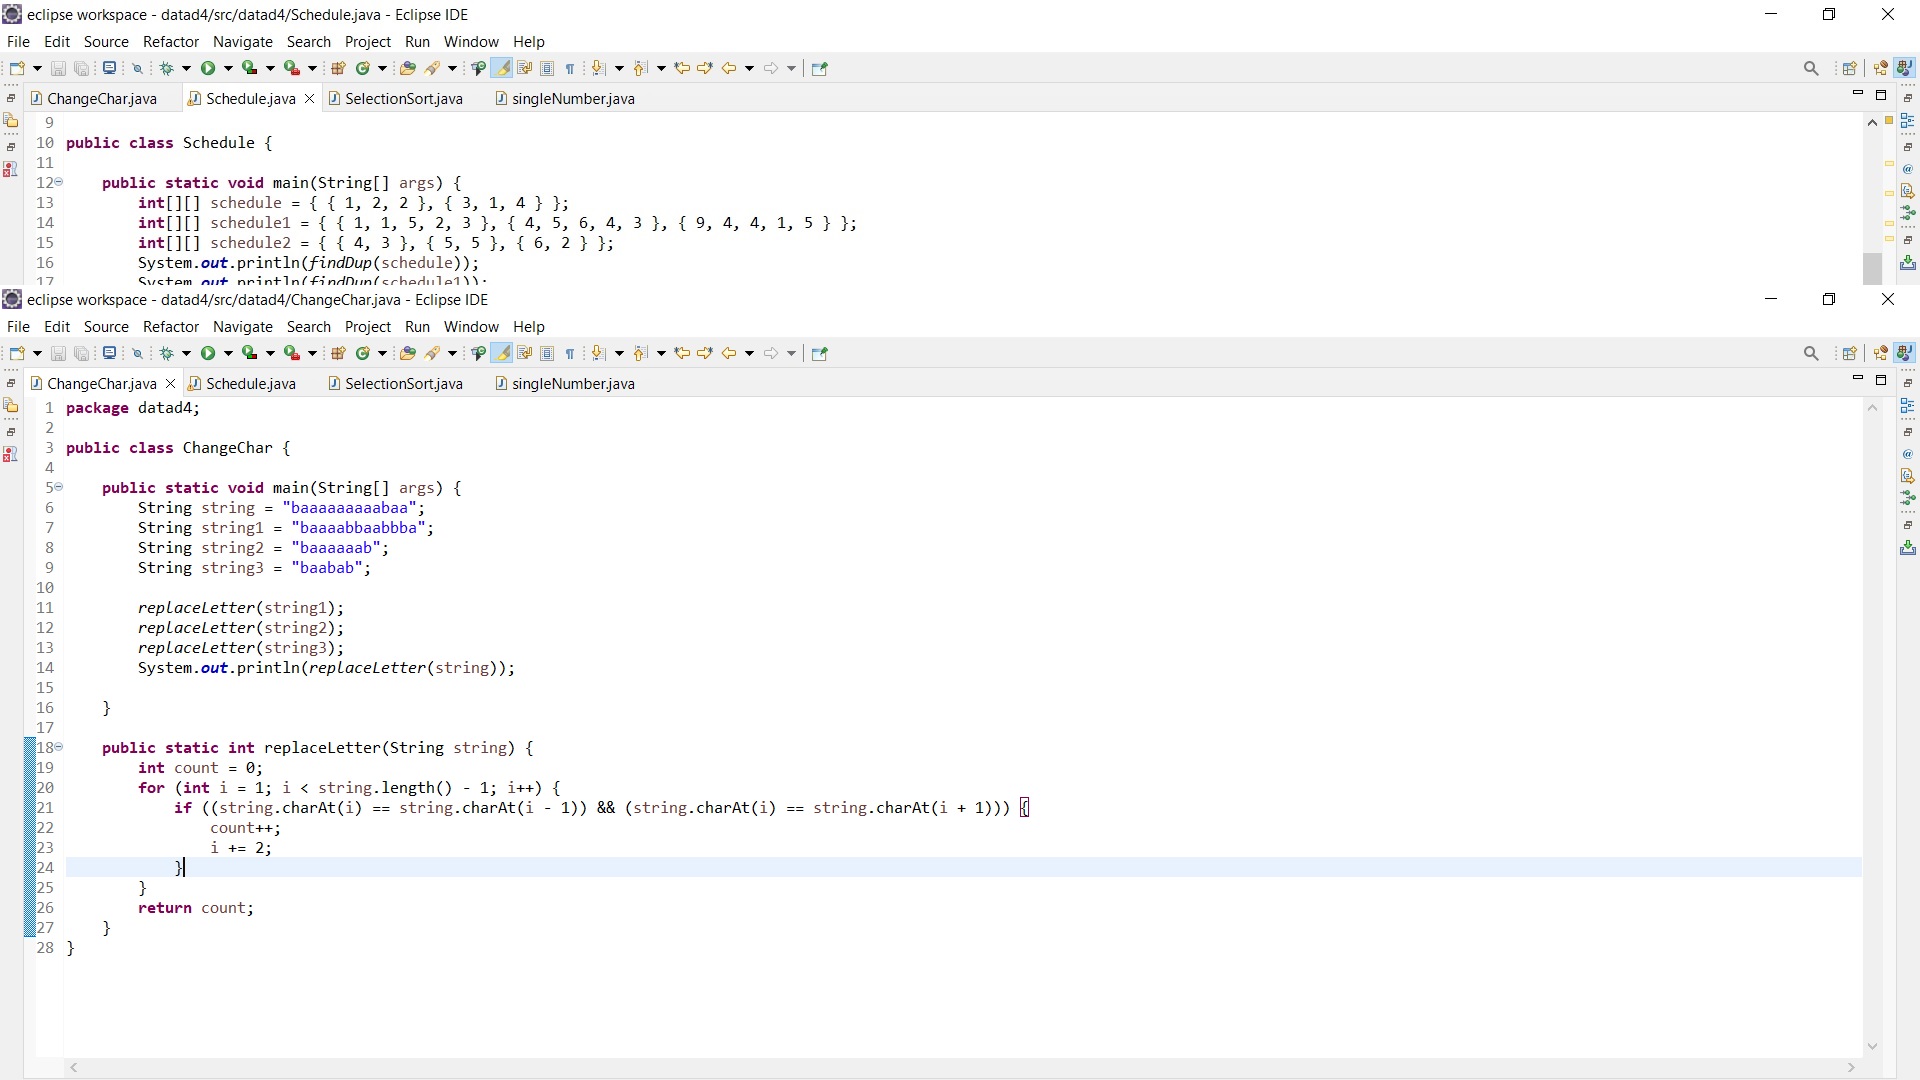 eclipse workspace - datad4/src/datad4/Schedule.java - Eclipse IDE
File Edit Source Refactor Navigate Search Project Run Window Help
ChangeChar.java Schedule.java SelectionSort.java singleNumber.java
9
10 public class Schedule {
11
12 public static void main(String[] args) {
13 int[][] schedule = { { 1, 2, 2 }, { 3, 1, 4 } };
14 int[][] schedule1 = { { 1, 1, 5, 2, 3 }, { 4, 5, 6, 4, 3 }, { 9, 4, 4, 1, 5 } };
15 int[][] schedule2 = { { 4, 3 }, { 5, 5 }, { 6, 2 } };
16 System.out.println(findDup(schedule));
17 System.out.println(findDup(schedule1));
eclipse workspace - datad4/src/datad4/ChangeChar.java - Eclipse IDE
File Edit Source Refactor Navigate Search Project Run Window Help
ChangeChar.java Schedule.java SelectionSort.java singleNumber.java
1 package datad4;
2
3 public class ChangeChar {
4
5 public static void main(String[] args) {
6 String string = "baaaaaaaaabaa";
7 String string1 = "baaaabbaabbba";
8 String string2 = "baaaaaab";
9 String string3 = "baabab";
10
11 replaceLetter(string1);
12 replaceLetter(string2);
13 replaceLetter(string3);
14 System.out.println(replaceLetter(string));
15
16 }
17
18 public static int replaceLetter(String string) {
19 int count = 0;
20 for (int i = 1; i < string.length() - 1; i++) {
21 if ((string.charAt(i) == string.charAt(i - 1)) && (string.charAt(i) == string.charAt(i + 1))) {
22 count++;
23 i += 2;
24 }
25 }
26 return count;
27 }
28 }